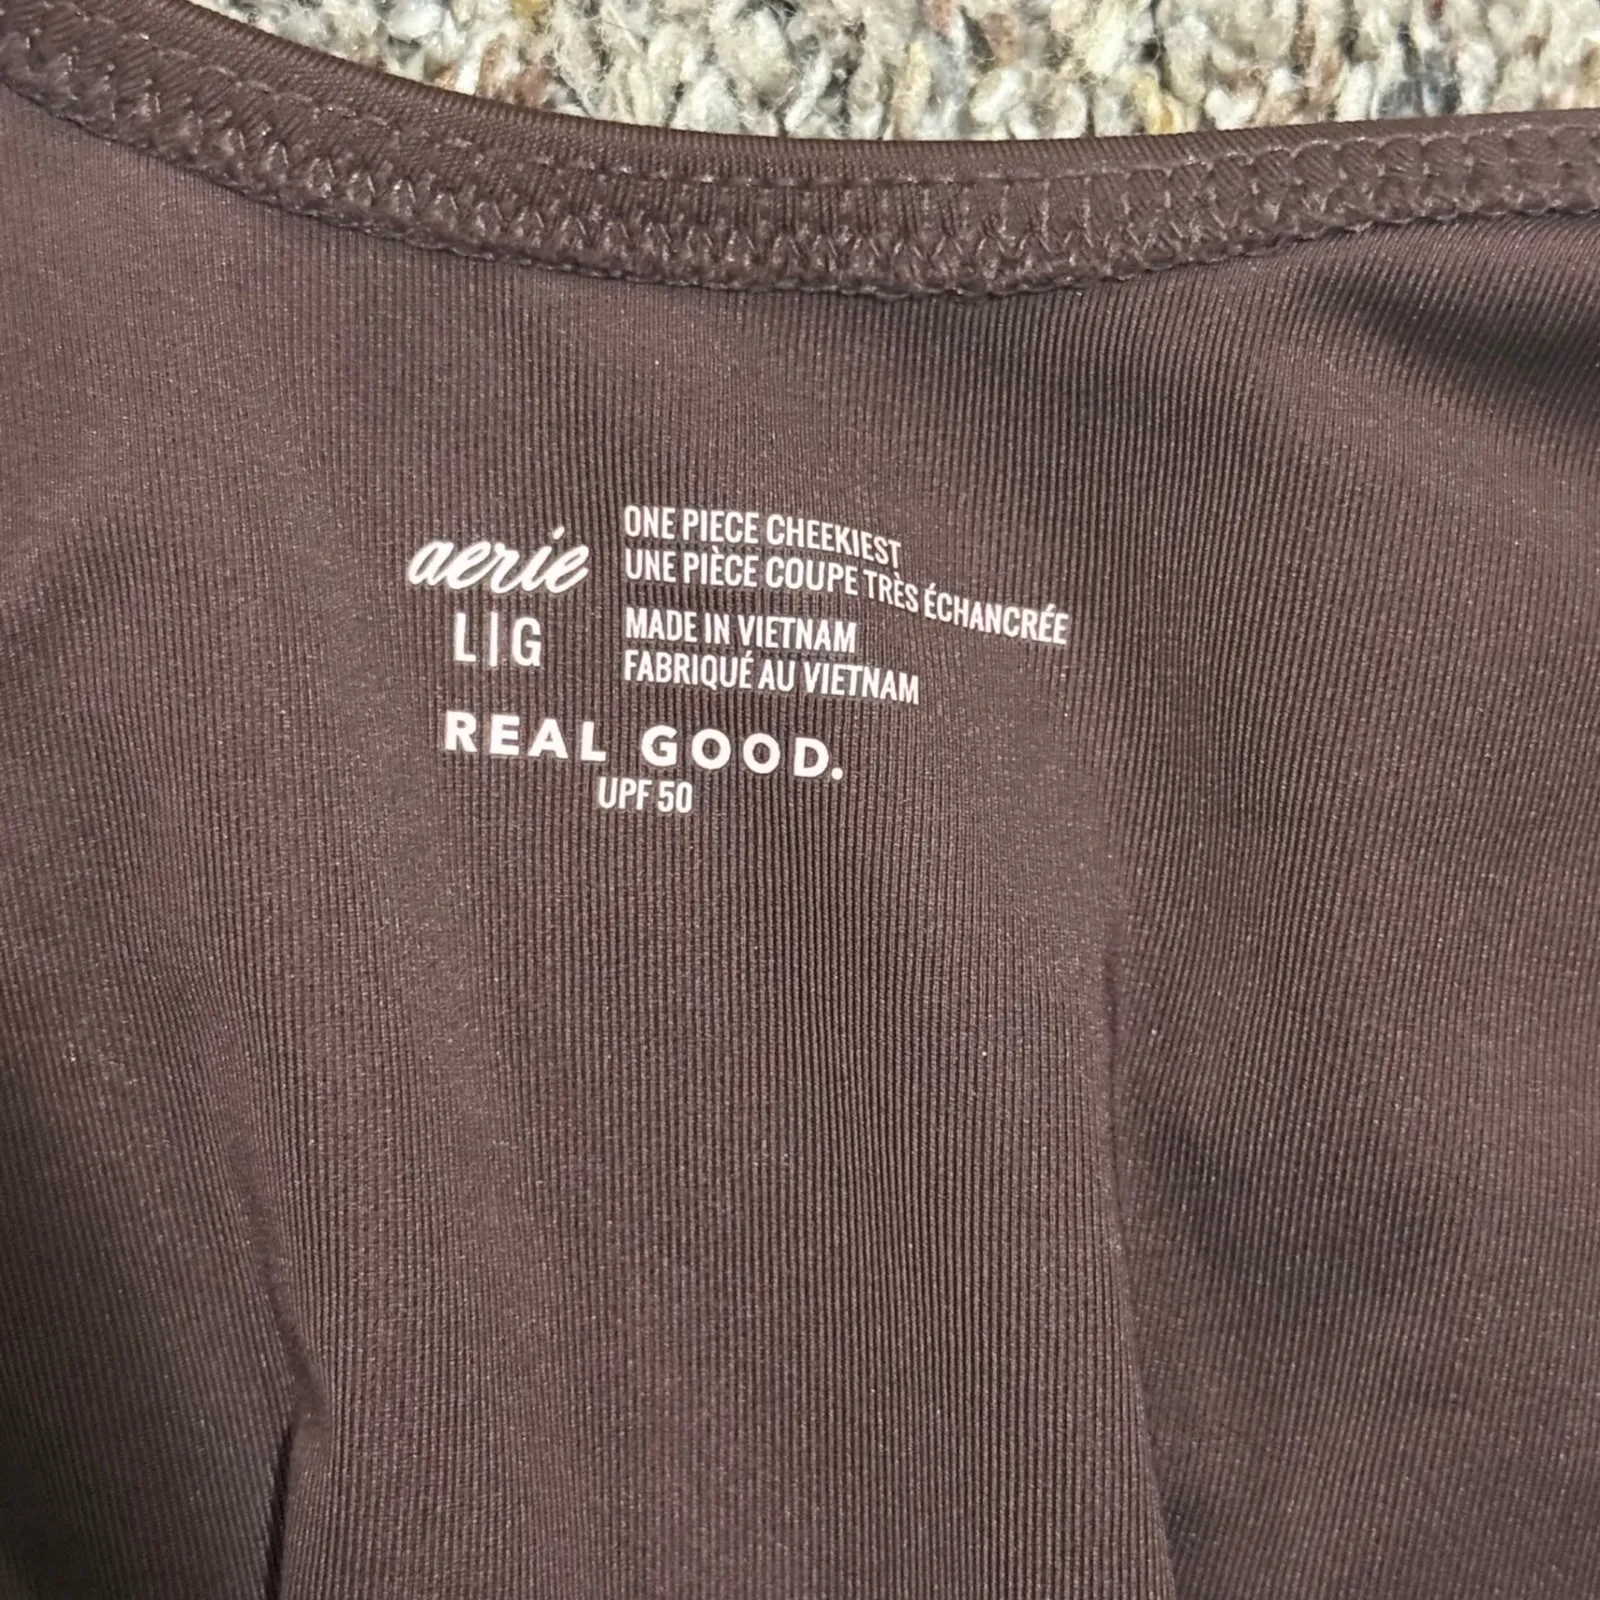 aerie
L|G
ONE PIECE CHEEKIEST
UNE PIÈCE COUPE TRÈS ÉCHANCRÉE
MADE IN VIETNAM
FABRIQUÉ AU VIETNAM
REAL GOOD.
UPF 50